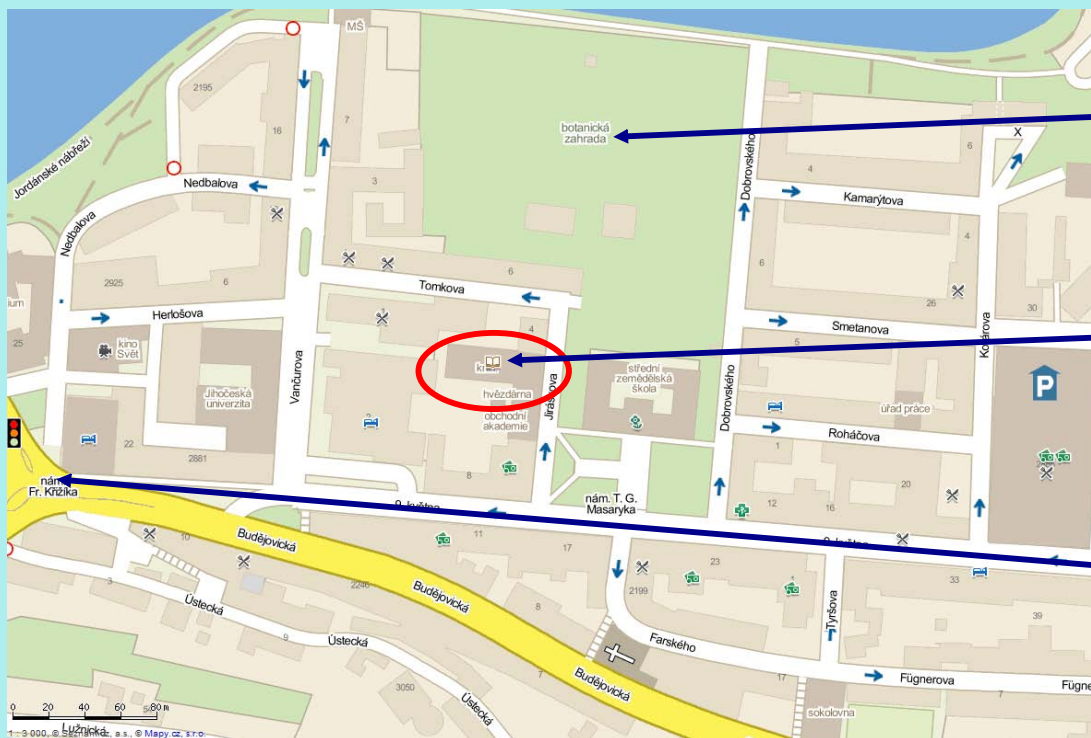 MŠ
2195
16
7
botanická
zahrada
6
X
Jordánské nábřeží
Nedbalova
3
Dobrovského
Kamarýtova
Nedbalova
4
6
2925
6
6
Tomkova
26
30
Herlošova
4
Smetanova
5
Kollárova
25
kino
Svět
Vančurova
hvězdárna
Jiráskova
střední
zemědělská
škola
Dobrovského
P
Jihočeská
univerzita
obchodní
akademie
úřad práce
Roháčova
22
2
1
2881
8
nám.
Fr. Křižíka
9. května
nám. T. G.
Masaryka
12
16
20
10
Budějovická
11
17
23
9. května
3
2246
2199
4
33
Ústecká
Budějovická
8
Tyršova
39
9
Ústecká
Farského
7
17
Fügnerova
7
3050
Ústecká
Budějovická
sokolovna
0 20 40 60 80 m
Lužnická
1 : 3 000, © Seznam.cz, a.s., © Mapy.cz, s.r.o.